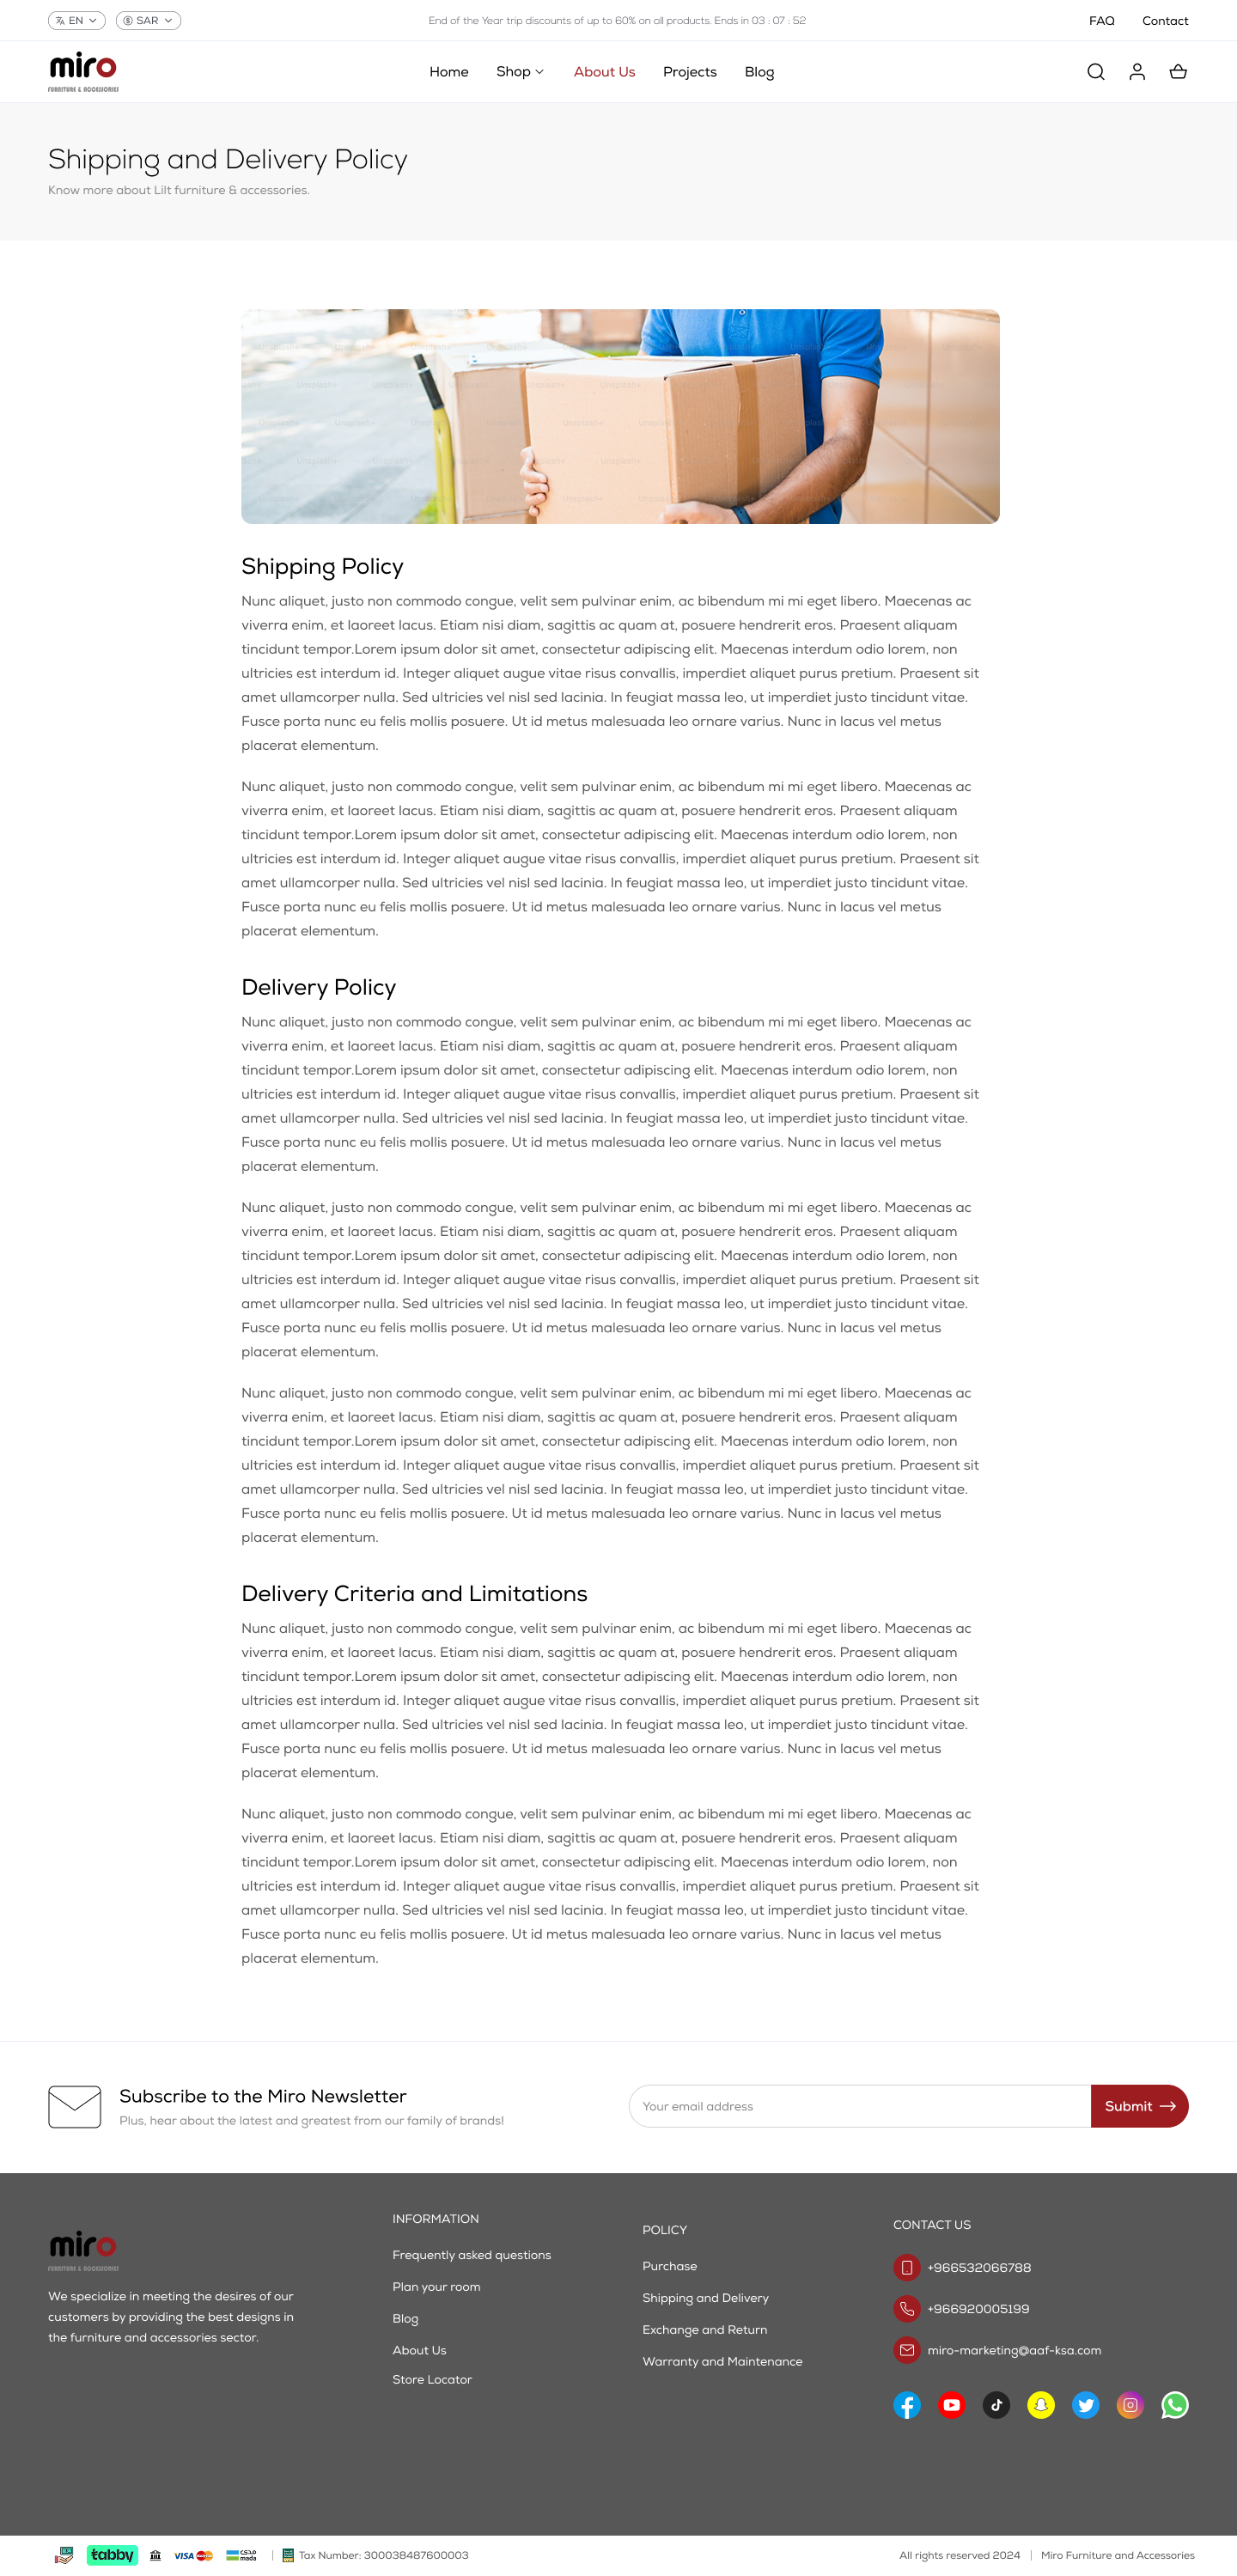 EN
SAR
End of the Year trip discounts of up to 60% on all products. Ends in 03 : 07 : 52
FAQ
Contact
miro
FURNITURE & ACCESSORIES
Home
Shop
About Us
Projects
Blog
Shipping and Delivery Policy
Know more about Lilt furniture & accessories.
Shipping Policy
Nunc aliquet, justo non commodo congue, velit sem pulvinar enim, ac bibendum mi mi eget libero. Maecenas ac
viverra enim, et laoreet lacus. Etiam nisi diam, sagittis ac quam at, posuere hendrerit eros. Praesent aliquam
tincidunt tempor.Lorem ipsum dolor sit amet, consectetur adipiscing elit. Maecenas interdum odio lorem, non
ultricies est interdum id. Integer aliquet augue vitae risus convallis, imperdiet aliquet purus pretium. Praesent sit
amet ullamcorper nulla. Sed ultricies vel nisl sed lacinia. In feugiat massa leo, ut imperdiet justo tincidunt vitae.
Fusce porta nunc eu felis mollis posuere. Ut id metus malesuada leo ornare varius. Nunc in lacus vel metus
placerat elementum.
Nunc aliquet, justo non commodo congue, velit sem pulvinar enim, ac bibendum mi mi eget libero. Maecenas ac
viverra enim, et laoreet lacus. Etiam nisi diam, sagittis ac quam at, posuere hendrerit eros. Praesent aliquam
tincidunt tempor.Lorem ipsum dolor sit amet, consectetur adipiscing elit. Maecenas interdum odio lorem, non
ultricies est interdum id. Integer aliquet augue vitae risus convallis, imperdiet aliquet purus pretium. Praesent sit
amet ullamcorper nulla. Sed ultricies vel nisl sed lacinia. In feugiat massa leo, ut imperdiet justo tincidunt vitae.
Fusce porta nunc eu felis mollis posuere. Ut id metus malesuada leo ornare varius. Nunc in lacus vel metus
placerat elementum.
Delivery Policy
Nunc aliquet, justo non commodo congue, velit sem pulvinar enim, ac bibendum mi mi eget libero. Maecenas ac
viverra enim, et laoreet lacus. Etiam nisi diam, sagittis ac quam at, posuere hendrerit eros. Praesent aliquam
tincidunt tempor.Lorem ipsum dolor sit amet, consectetur adipiscing elit. Maecenas interdum odio lorem, non
ultricies est interdum id. Integer aliquet augue vitae risus convallis, imperdiet aliquet purus pretium. Praesent sit
amet ullamcorper nulla. Sed ultricies vel nisl sed lacinia. In feugiat massa leo, ut imperdiet justo tincidunt vitae.
Fusce porta nunc eu felis mollis posuere. Ut id metus malesuada leo ornare varius. Nunc in lacus vel metus
placerat elementum.
Nunc aliquet, justo non commodo congue, velit sem pulvinar enim, ac bibendum mi mi eget libero. Maecenas ac
viverra enim, et laoreet lacus. Etiam nisi diam, sagittis ac quam at, posuere hendrerit eros. Praesent aliquam
tincidunt tempor.Lorem ipsum dolor sit amet, consectetur adipiscing elit. Maecenas interdum odio lorem, non
ultricies est interdum id. Integer aliquet augue vitae risus convallis, imperdiet aliquet purus pretium. Praesent sit
amet ullamcorper nulla. Sed ultricies vel nisl sed lacinia. In feugiat massa leo, ut imperdiet justo tincidunt vitae.
Fusce porta nunc eu felis mollis posuere. Ut id metus malesuada leo ornare varius. Nunc in lacus vel metus
placerat elementum.
Nunc aliquet, justo non commodo congue, velit sem pulvinar enim, ac bibendum mi mi eget libero. Maecenas ac
viverra enim, et laoreet lacus. Etiam nisi diam, sagittis ac quam at, posuere hendrerit eros. Praesent aliquam
tincidunt tempor.Lorem ipsum dolor sit amet, consectetur adipiscing elit. Maecenas interdum odio lorem, non
ultricies est interdum id. Integer aliquet augue vitae risus convallis, imperdiet aliquet purus pretium. Praesent sit
amet ullamcorper nulla. Sed ultricies vel nisl sed lacinia. In feugiat massa leo, ut imperdiet justo tincidunt vitae.
Fusce porta nunc eu felis mollis posuere. Ut id metus malesuada leo ornare varius. Nunc in lacus vel metus
placerat elementum.
Delivery Criteria and Limitations
Nunc aliquet, justo non commodo congue, velit sem pulvinar enim, ac bibendum mi mi eget libero. Maecenas ac
viverra enim, et laoreet lacus. Etiam nisi diam, sagittis ac quam at, posuere hendrerit eros. Praesent aliquam
tincidunt tempor.Lorem ipsum dolor sit amet, consectetur adipiscing elit. Maecenas interdum odio lorem, non
ultricies est interdum id. Integer aliquet augue vitae risus convallis, imperdiet aliquet purus pretium. Praesent sit
amet ullamcorper nulla. Sed ultricies vel nisl sed lacinia. In feugiat massa leo, ut imperdiet justo tincidunt vitae.
Fusce porta nunc eu felis mollis posuere. Ut id metus malesuada leo ornare varius. Nunc in lacus vel metus
placerat elementum.
Nunc aliquet, justo non commodo congue, velit sem pulvinar enim, ac bibendum mi mi eget libero. Maecenas ac
viverra enim, et laoreet lacus. Etiam nisi diam, sagittis ac quam at, posuere hendrerit eros. Praesent aliquam
tincidunt tempor.Lorem ipsum dolor sit amet, consectetur adipiscing elit. Maecenas interdum odio lorem, non
ultricies est interdum id. Integer aliquet augue vitae risus convallis, imperdiet aliquet purus pretium. Praesent sit
amet ullamcorper nulla. Sed ultricies vel nisl sed lacinia. In feugiat massa leo, ut imperdiet justo tincidunt vitae.
Fusce porta nunc eu felis mollis posuere. Ut id metus malesuada leo ornare varius. Nunc in lacus vel metus
placerat elementum.
Subscribe to the Miro Newsletter
Plus, hear about the latest and greatest from our family of brands!
Your email address
Submit
miro
FURNITURE & ACCESSORIES
We specialize in meeting the desires of our
customers by providing the best designs in
the furniture and accessories sector.
INFORMATION
Frequently asked questions
Plan your room
Blog
About Us
Store Locator
POLICY
Purchase
Shipping and Delivery
Exchange and Return
Warranty and Maintenance
CONTACT US
+966532066788
+966920005199
miro-marketing@aaf-ksa.com
tabby
VISA
MasterCard
مدى
mada
Tax Number: 300038487600003
All rights reserved 2024
Miro Furniture and Accessories